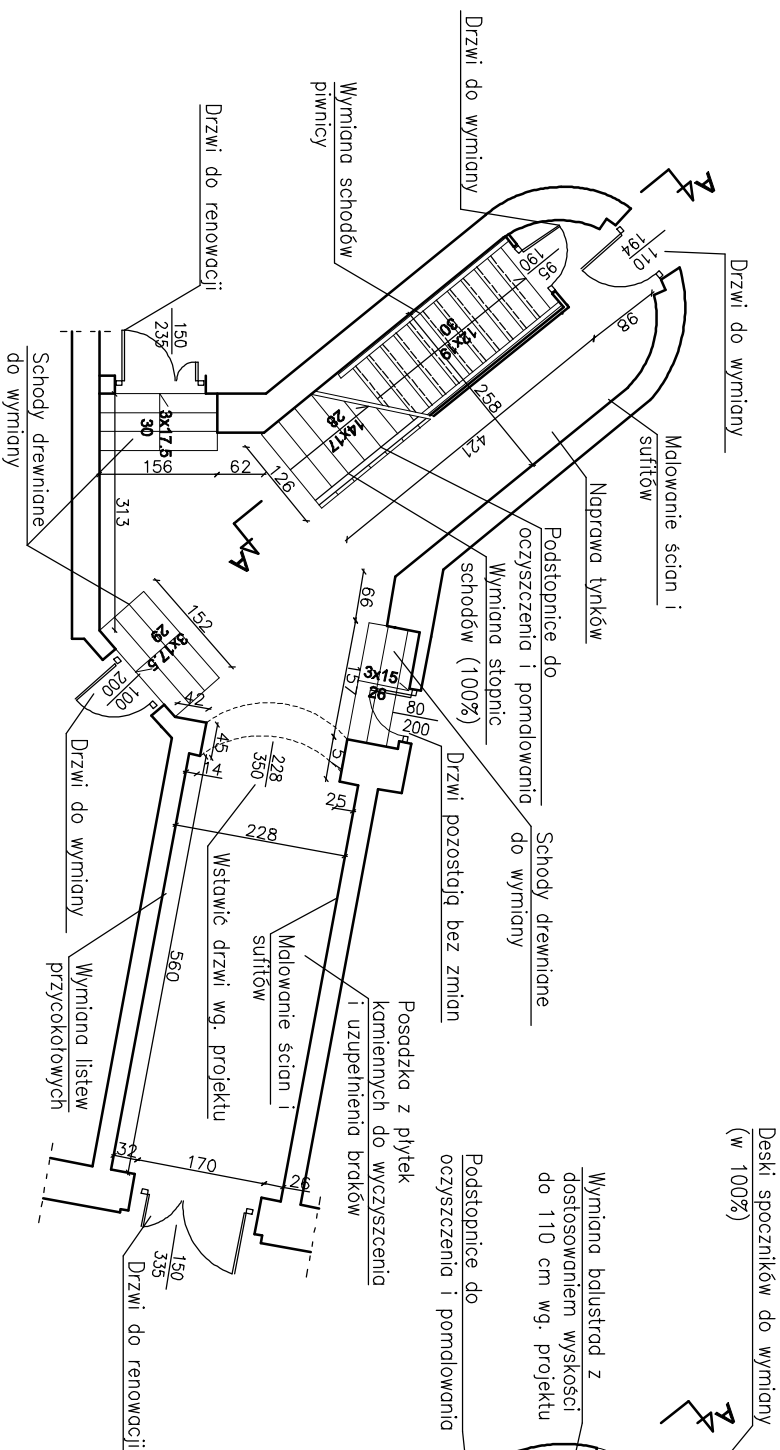 Deski spoczników do wymiany
(w 100%)
Wymiana balustrad z
dostosowaniem wyskości
do 110 cm wg. projektu
Podstopnice do
oczyszczenia i pomalowania
A
A
Drzwi do wymiany
Malowanie ścian i
sufitów
Naprawa tynków
Podstopnice do
oczyszczenia i pomalowania
Wymiana stopnic
schodów (100%)
Schody drewniane
do wymiany
Drzwi pozostają bez zmian
Posadzka z płytek
kamiennych do wyczyszcenia
i uzupełnienia braków
Malowanie ścian i
sufitów
Wstawić drzwi wg. projektu
Drzwi do renowacji
Wymiana listew
przycokołowych
Drzwi do wymiany
Schody drewniane
do wymiany
Drzwi do renowacji
Wymiana schodów
piwnicy
Drzwi do wymiany
A
110
194
95
190
98
12x19
30
258
421
14x17
28
126
62
156
150
235
3x17.5
30
313
152
3x17.5
29
100
200
42
45
14
66
157
3x15
28
80
200
5
25
228
350
228
560
32
170
26
150
335